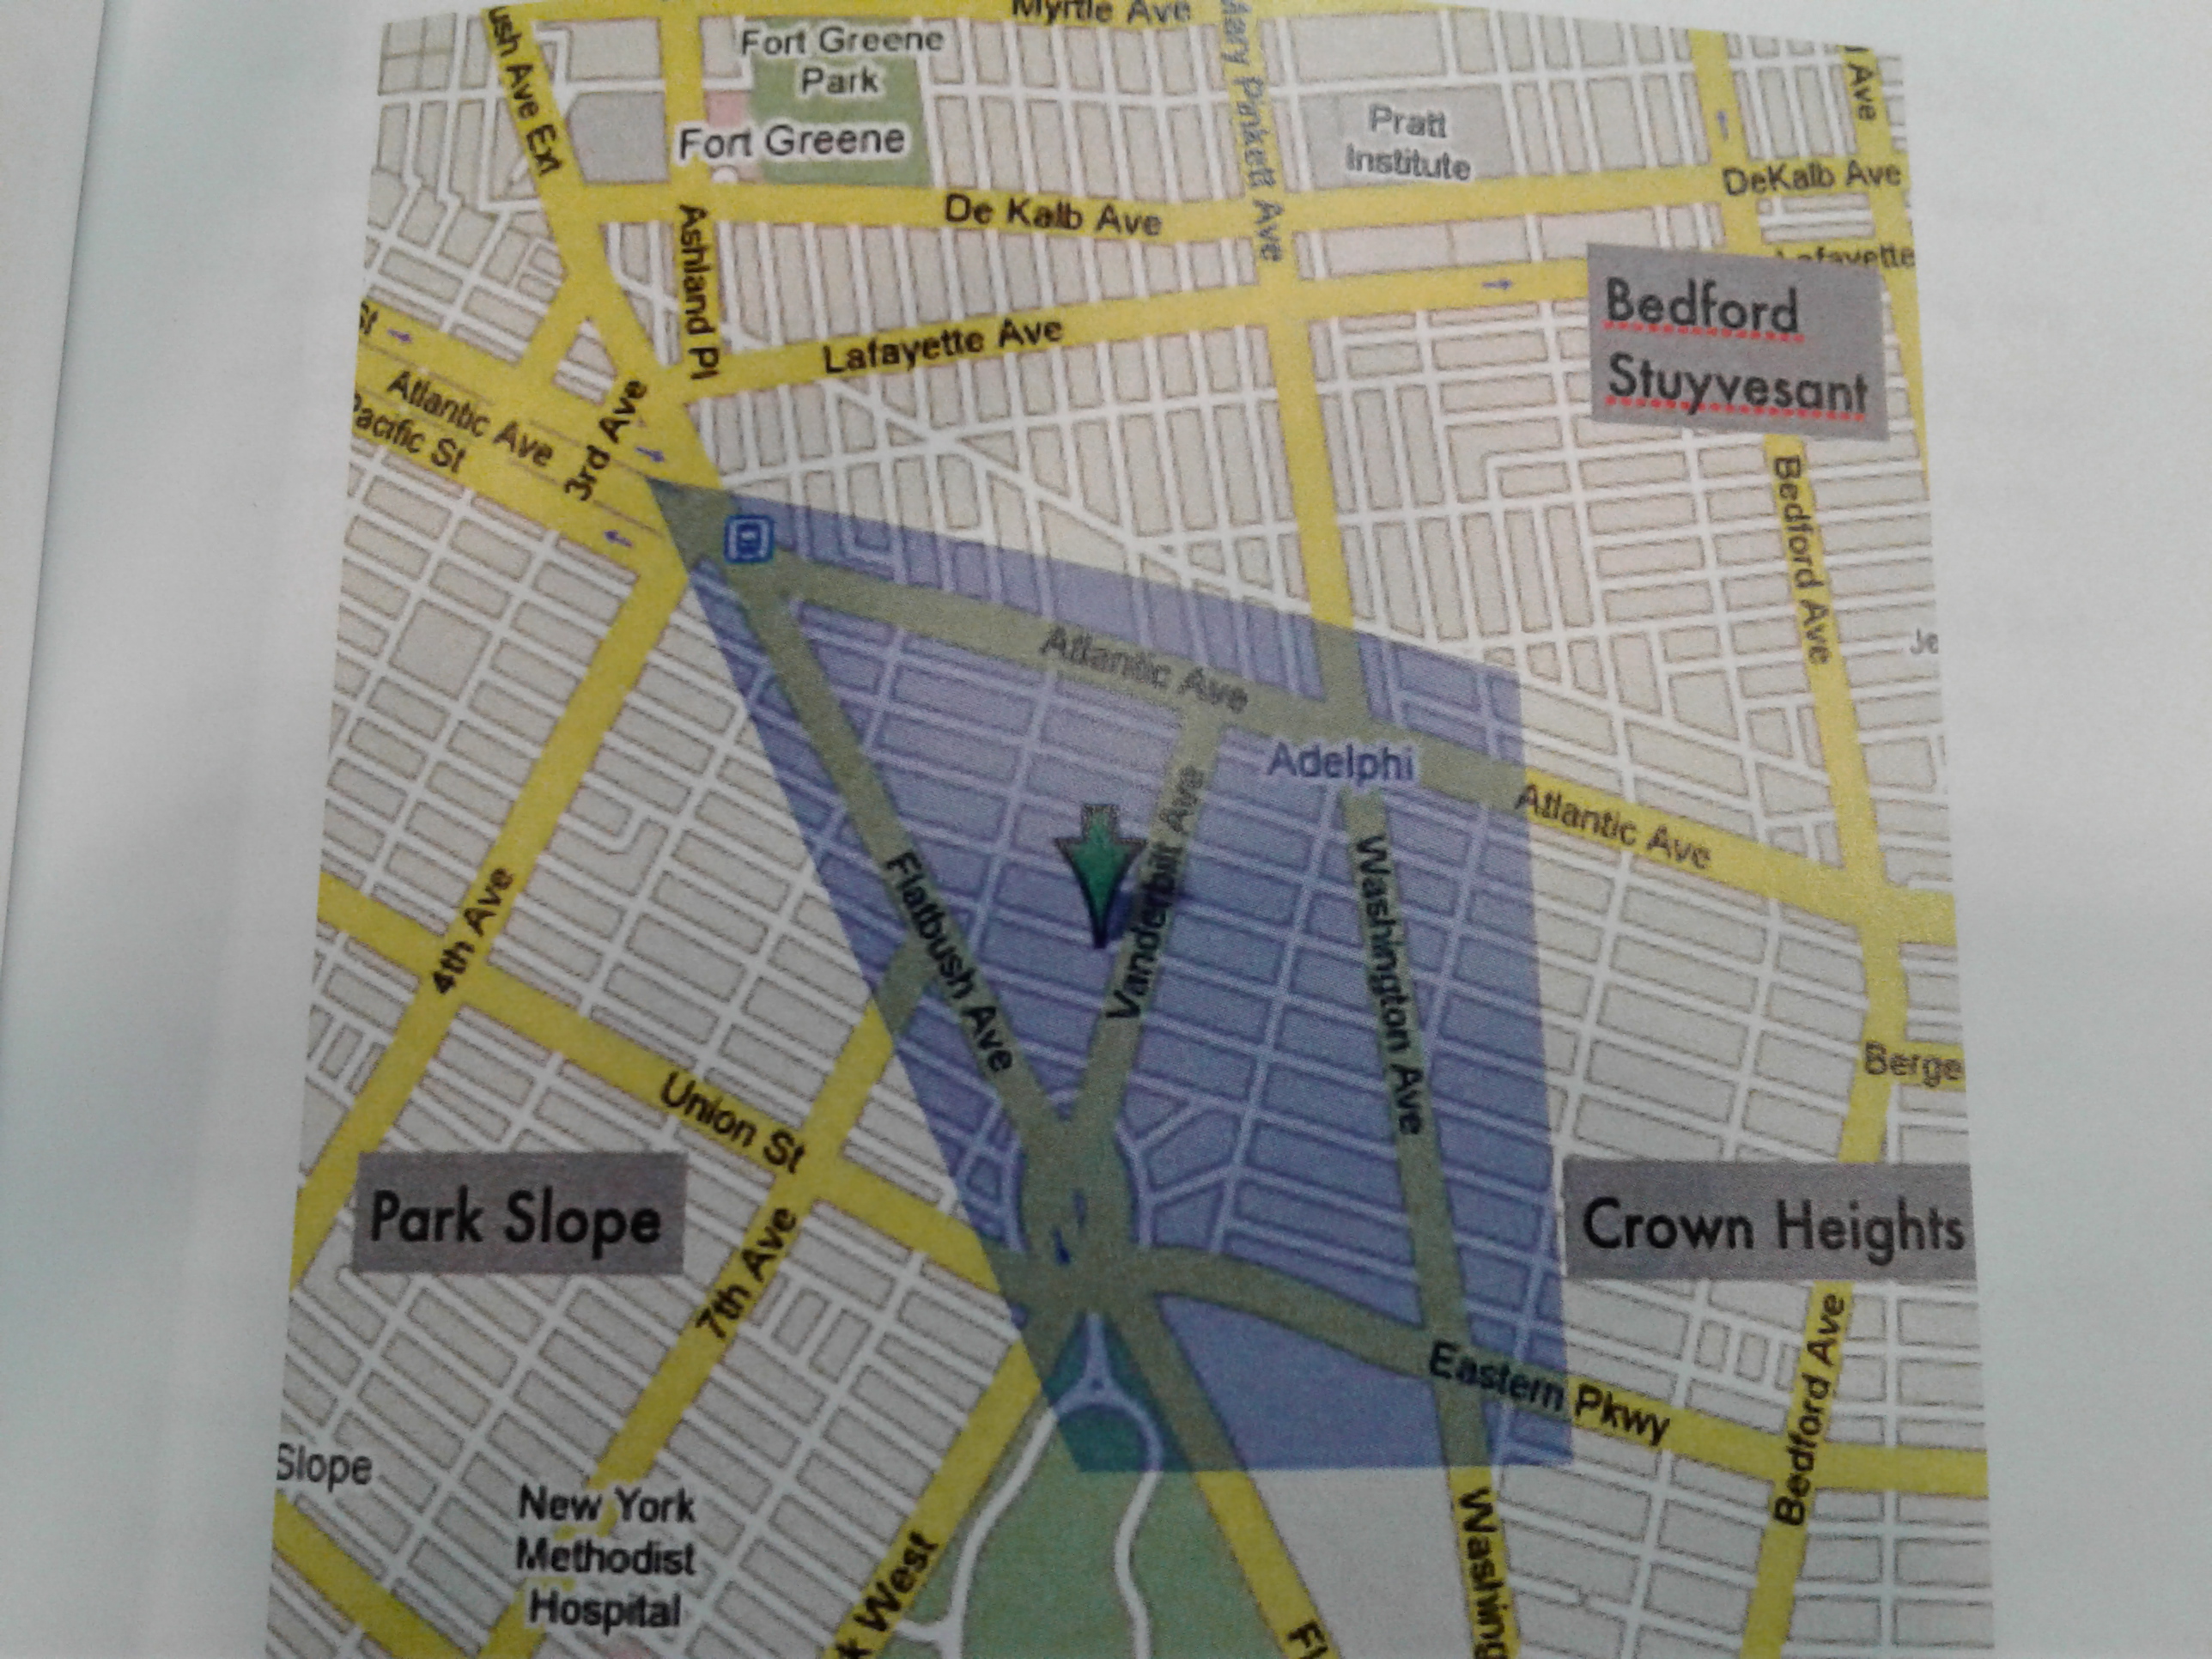 Myrtle Ave
ush Ave Ext
Fort Greene
Park
Mary Pinkett Ave
Ave
Fort Greene
Pratt
Institute
DeKalb Ave
De Kalb Ave
Ashland Pl
Lafayette
Bedford
Stuyvesant
St
Lafayette Ave
Atlantic Ave
3rd Ave
Pacific St
Bedford Ave
Je
Atlantic Ave
Adelphi
Atlantic Ave
Flatbush Ave
Vanderbilt Ave
Washington Ave
4th Ave
Berge
Union St
Park Slope
Crown Heights
7th Ave
Eastern Pkwy
Bedford Ave
Slope
New York
Methodist
Hospital
k West
Fl
Washing